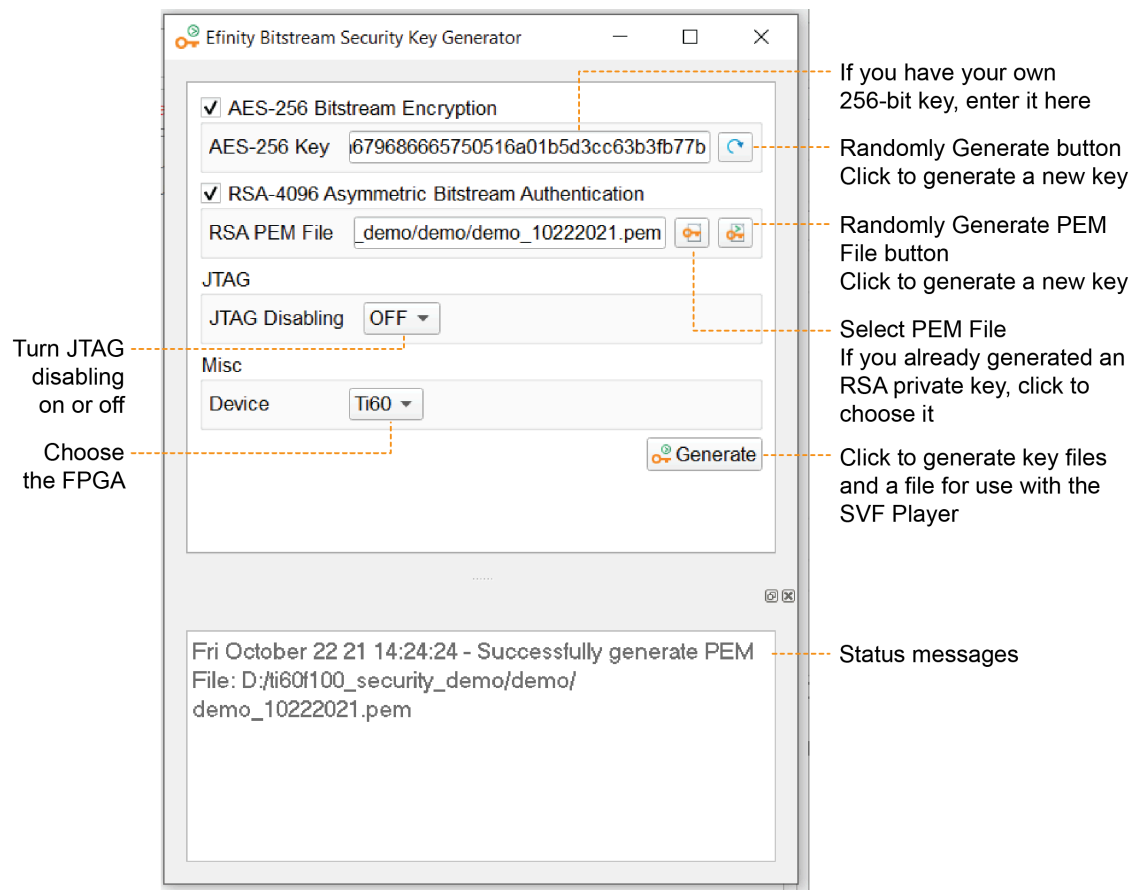 Efinity Bitstream Security Key Generator
AES-256 Bitstream Encryption
AES-256 Key
679686665750516a01b5d3cc63b3fb77b
RSA-4096 Asymmetric Bitstream Authentication
RSA PEM File
_demo/demo/demo_10222021.pem
JTAG
JTAG Disabling
OFF
Misc
Device
Ti60
Generate
Fri October 22 21 14:24:24 - Successfully generate PEM
File: D:/ti60f100_security_demo/demo/
demo_10222021.pem
Turn JTAG
disabling
on or off
Choose
the FPGA
If you have your own
256-bit key, enter it here
Randomly Generate button
Click to generate a new key
Randomly Generate PEM
File button
Click to generate a new key
Select PEM File
If you already generated an
RSA private key, click to
choose it
Click to generate key files
and a file for use with the
SVF Player
Status messages